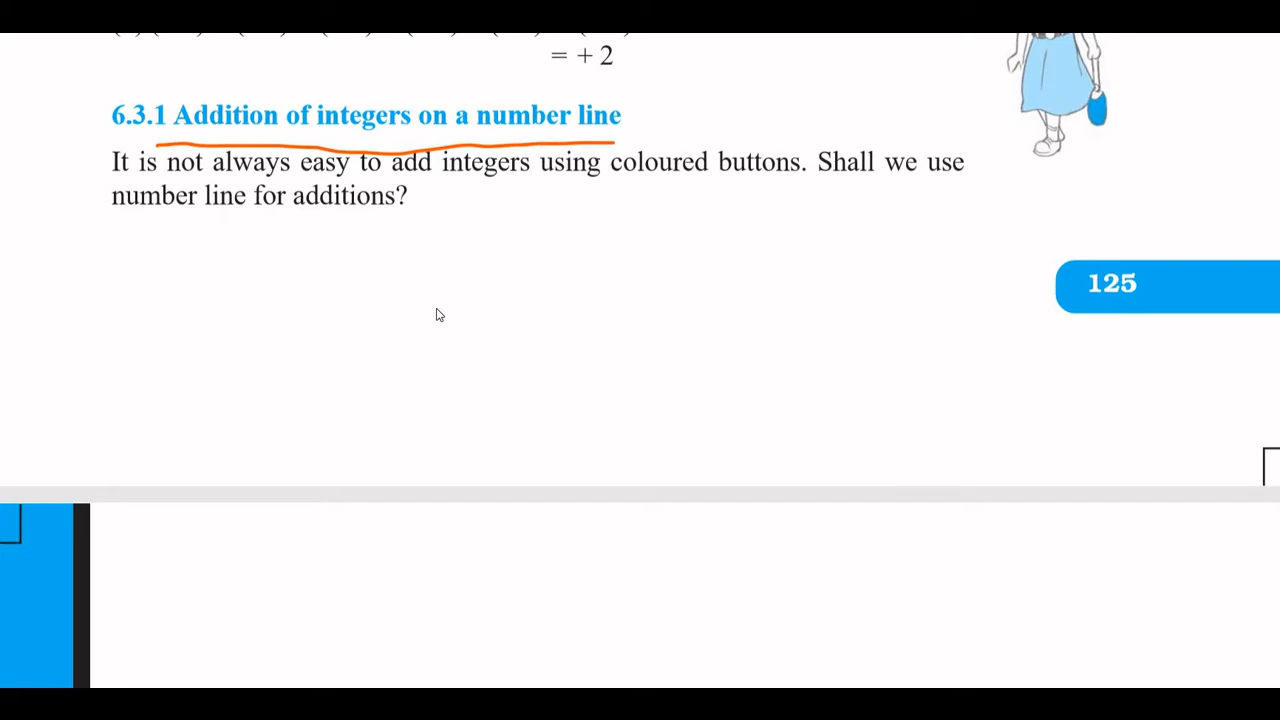 = + 2
6.3.1 Addition of integers on a number line
It is not always easy to add integers using coloured buttons. Shall we use
number line for additions?
125